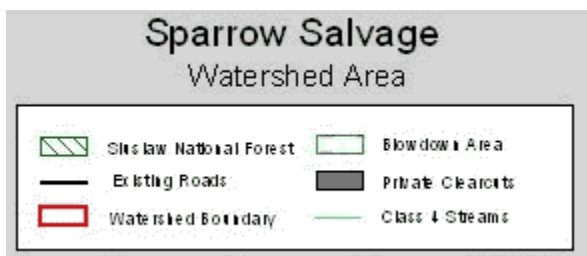 Sparrow Salvage
Watershed Area
Siuslaw National Forest
Existing Roads
Watershed Boundary
Blowdown Area
Private Clearcuts
Class 4 Streams